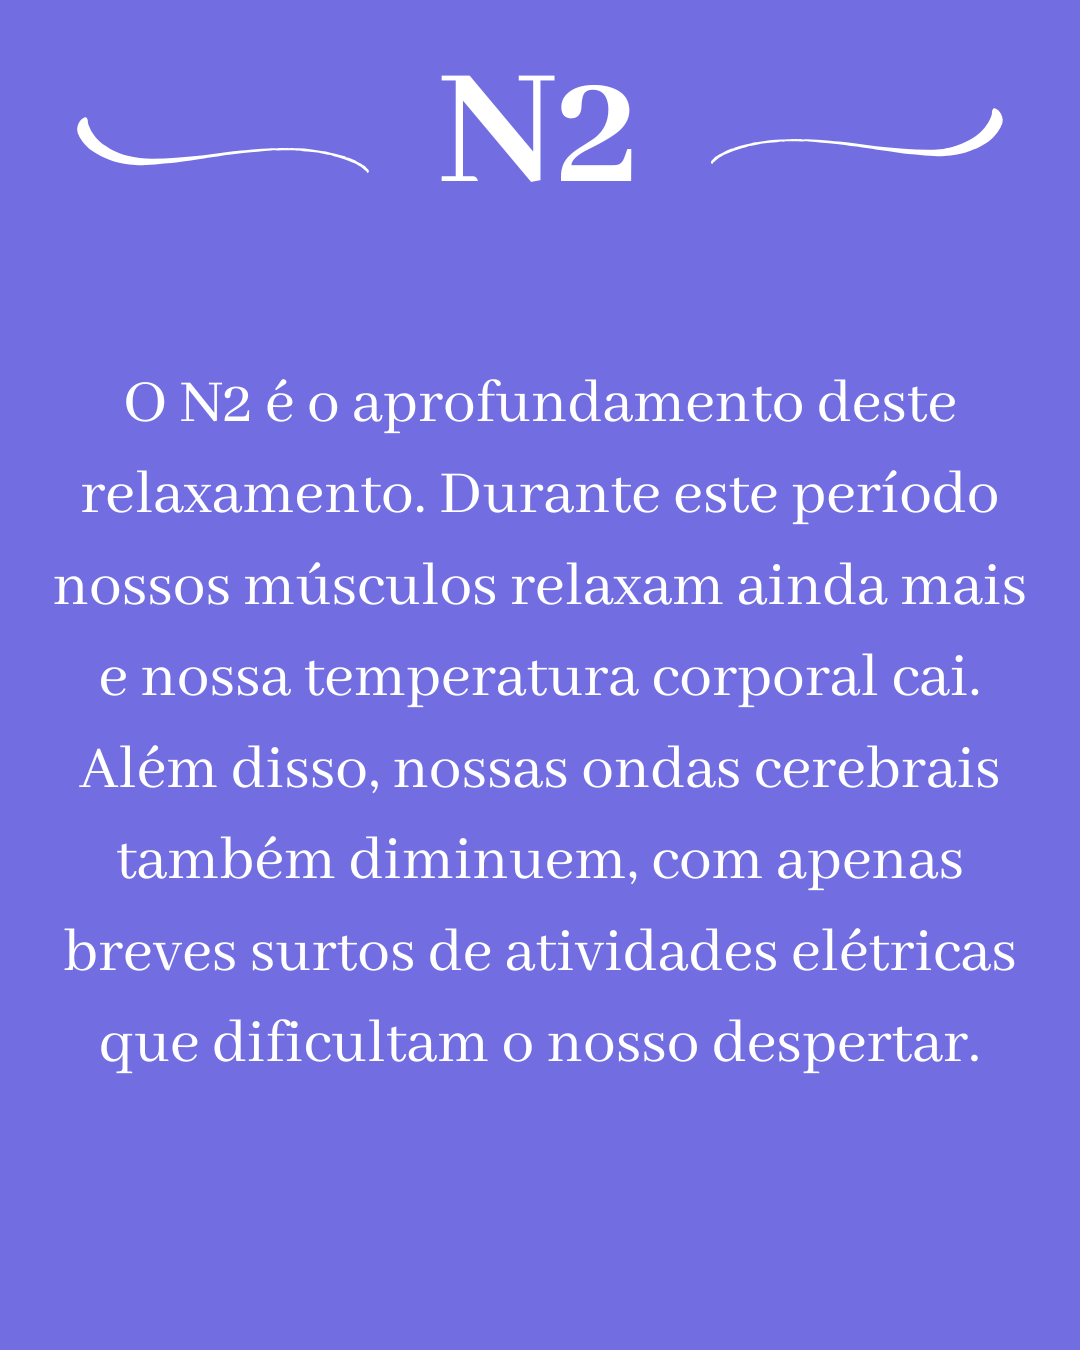 N2
O N2 é o aprofundamento deste
relaxamento. Durante este período
nossos músculos relaxam ainda mais
e nossa temperatura corporal cai.
Além disso, nossas ondas cerebrais
também diminuem, com apenas
breves surtos de atividades elétricas
que dificultam o nosso despertar.